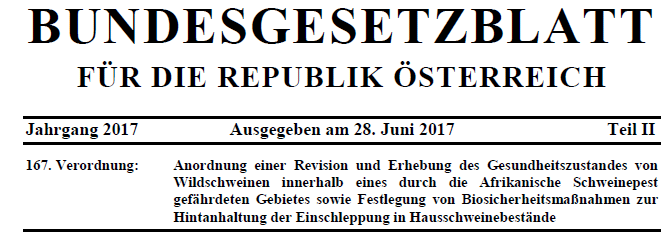 BUNDESGESETZBLATT
FÜR DIE REPUBLIK ÖSTERREICH
Jahrgang 2017 Ausgegeben am 28. Juni 2017 Teil II
167. Verordnung: Anordnung einer Revision und Erhebung des Gesundheitszustandes von
Wildschweinen innerhalb eines durch die Afrikanische Schweinepest
gefährdeten Gebietes sowie Festlegung von Biosicherheitsmaßnahmen zur
Hintanhaltung der Einschleppung in Hausschweinebestände